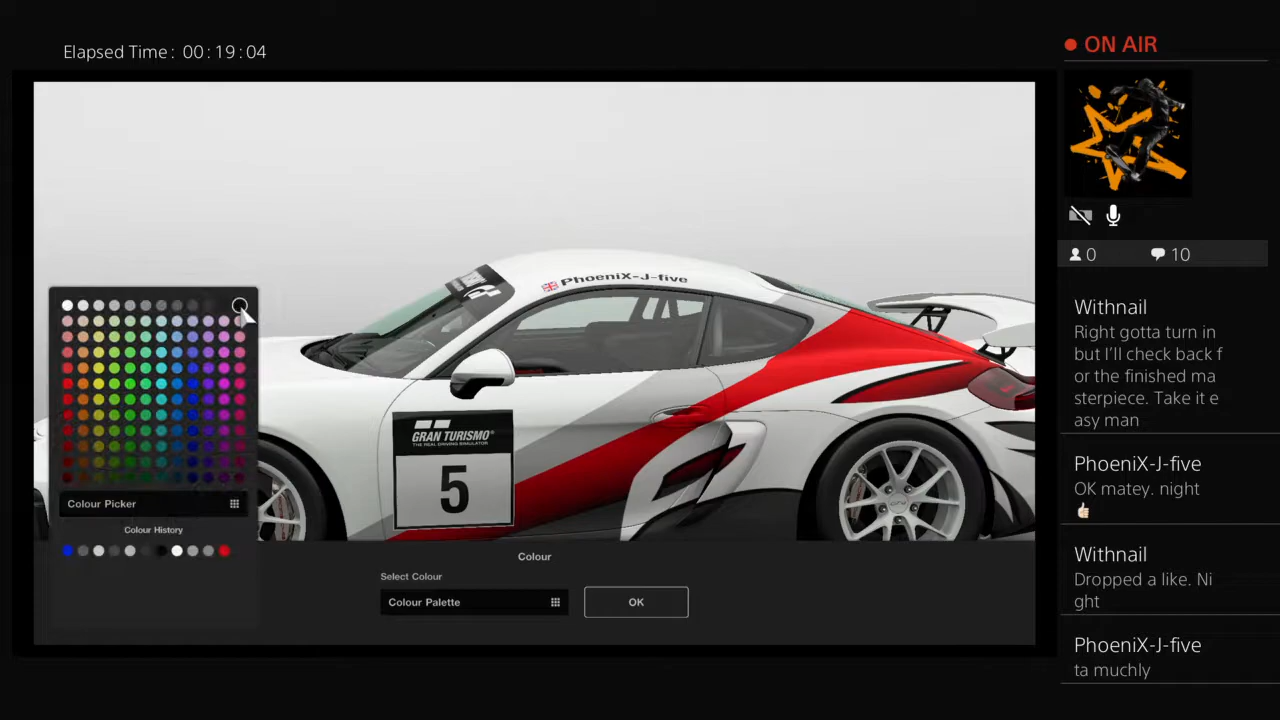 Elapsed Time: 00:19:04
ON AIR
0
10
Withnail
Right gotta turn in
but I'll check back f
or the finished ma
sterpiece. Take it e
asy man
PhoeniX-J-five
OK matey. night
Withnail
Dropped a like. Ni
ght
PhoeniX-J-five
ta muchly
PhoeniX-J-five
GRAN TURISMO
THE REAL DRIVING SIMULATOR
5
Colour Picker
Colour History
Colour
Select Colour
Colour Palette
OK